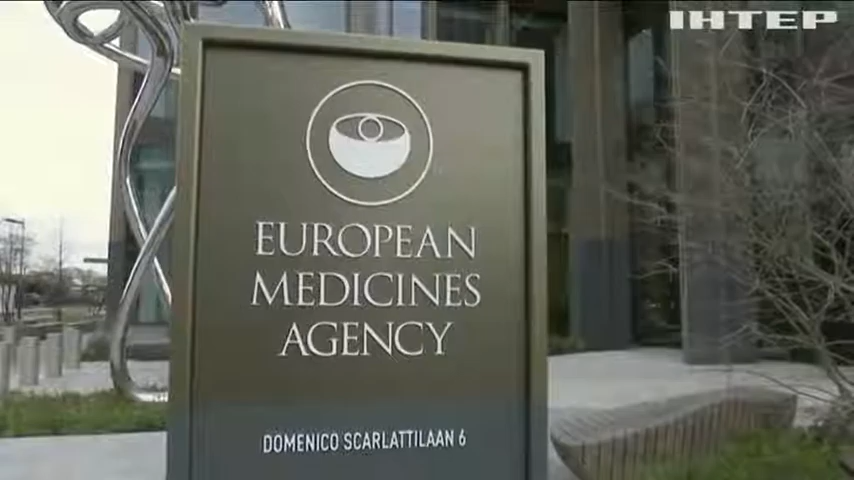 ІНТЕР
EUROPEAN
MEDICINES
AGENCY
DOMENICO SCARLATTILAAN 6